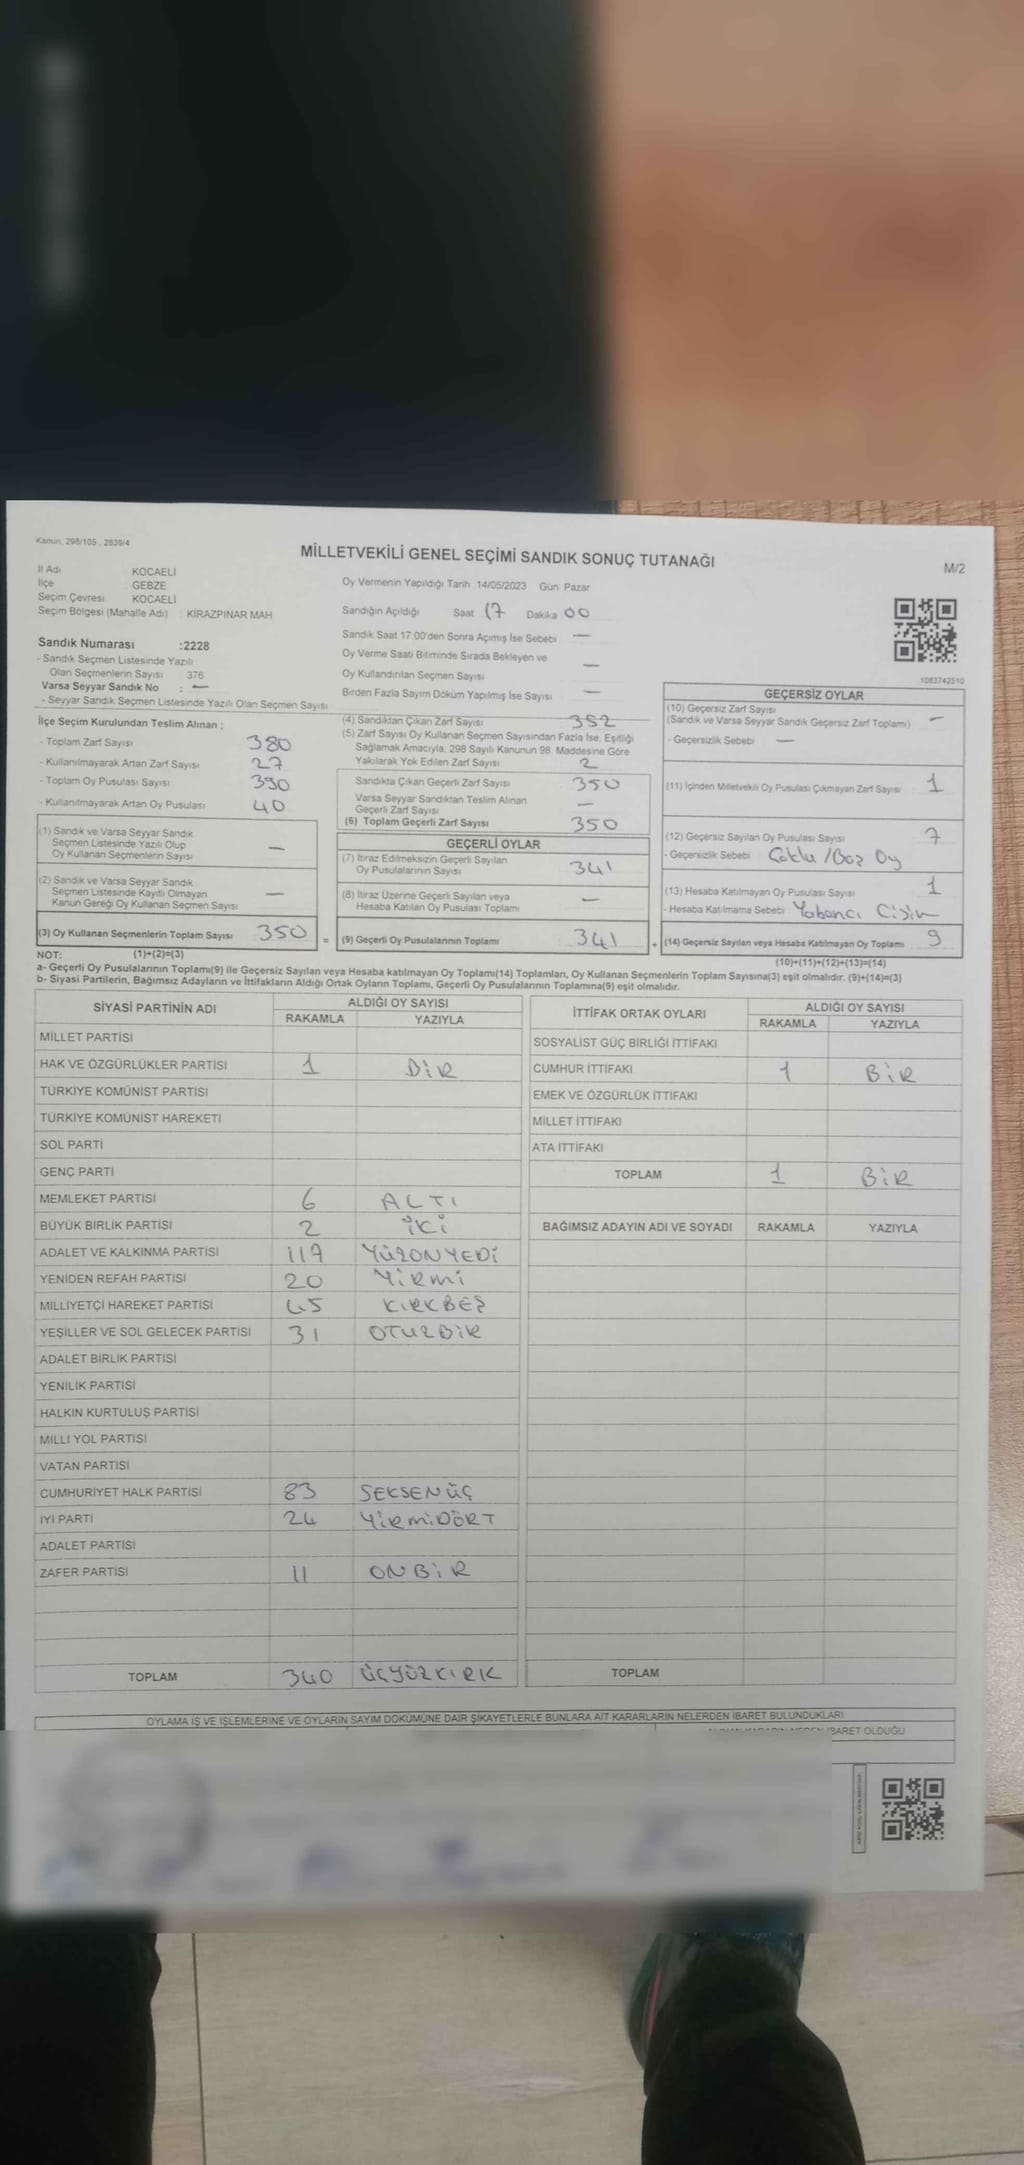 Kanun: 298/105 , 2839/4
MİLLETVEKİLİ GENEL SEÇİMİ SANDIK SONUÇ TUTANAĞI
M/2
İl Adı KOCAELİ
İlçe GEBZE
Seçim Çevresi KOCAELİ
Seçim Bölgesi (Mahalle Adı) KİRAZPINAR MAH
Sandık Numarası :2228
- Sandık Seçmen Listesinde Yazılı
Olan Seçmenlerin Sayısı 376
Varsa Seyyar Sandık No : —
- Seyyar Sandık Seçmen Listesinde Yazılı Olan Seçmen Sayısı
Oy Vermenin Yapıldığı Tarih 14/05/2023 Gün Pazar
Sandığın Açıldığı Saat 17 Dakika 00
Sandık Saat 17:00'den Sonra Açımış İse Sebebi —
Oy Verme Saati Bitiminde Sırada Bekleyen ve
Oy Kullandırılan Seçmen Sayısı —
Birden Fazla Sayım Döküm Yapılmış İse Sayısı —
1083742510
İlçe Seçim Kurulundan Teslim Alınan ;
- Toplam Zarf Sayısı 380
- Kullanılmayarak Artan Zarf Sayısı 27
- Toplam Oy Pusulası Sayısı 390
- Kullanılmayarak Artan Oy Pusulası 40
(1) Sandık ve Varsa Seyyar Sandık
Seçmen Listesinde Yazılı Olup
Oy Kullanan Seçmenlerin Sayısı —
(2) Sandık ve Varsa Seyyar Sandık
Seçmen Listesinde Kayıtlı Olmayan
Kanun Gereği Oy Kullanan Seçmen Sayısı —
(3) Oy Kullanan Seçmenlerin Toplam Sayısı 350 =
(4) Sandıktan Çıkan Zarf Sayısı 352
(5) Zarf Sayısı Oy Kullanan Seçmen Sayısından Fazla İse, Eşitliği
Sağlamak Amacıyla, 298 Sayılı Kanunun 98. Maddesine Göre
Yakılarak Yok Edilen Zarf Sayısı 2
Sandıkta Çıkan Geçerli Zarf Sayısı 350
Varsa Seyyar Sandıktan Teslim Alınan
Geçerli Zarf Sayısı —
(6) Toplam Geçerli Zarf Sayısı 350
GEÇERLİ OYLAR
(7) İtiraz Edilmeksizin Geçerli Sayılan
Oy Pusulalarının Sayısı 341
(8) İtiraz Üzerine Geçerli Sayılan veya
Hesaba Katılan Oy Pusulası Toplamı —
(9) Geçerli Oy Pusulalarının Toplamı 341 +
GEÇERSİZ OYLAR
(10) Geçersiz Zarf Sayısı
(Sandık ve Varsa Seyyar Sandık Geçersiz Zarf Toplamı) —
- Geçersizlik Sebebi —
(11) İçinden Milletvekili Oy Pusulası Çıkmayan Zarf Sayısı 1
(12) Geçersiz Sayılan Oy Pusulası Sayısı 7
- Geçersizlik Sebebi Çoklu/Boş Oy
(13) Hesaba Katılmayan Oy Pusulası Sayısı 1
- Hesaba Katılmama Sebebi Yabancı Cisim
(14) Geçersiz Sayılan veya Hesaba Katılmayan Oy Toplamı 9
NOT: (1)+(2)=(3)
(10)+(11)+(12)+(13)=(14)
a- Geçerli Oy Pusulalarının Toplamı(9) ile Geçersiz Sayılan veya Hesaba katılmayan Oy Toplamı(14) Toplamları, Oy Kullanan Seçmenlerin Toplam Sayısına(3) eşit olmalıdır. (9)+(14)=(3)
b- Siyasi Partilerin, Bağımsız Adayların ve İttifakların Aldığı Ortak Oyların Toplamı, Geçerli Oy Pusulalarının Toplamına(9) eşit olmalıdır.
SİYASİ PARTİNİN ADI ALDIĞI OY SAYISI
RAKAMLA YAZIYLA
MİLLET PARTİSİ
HAK VE ÖZGÜRLÜKLER PARTİSİ 1 BİR
TÜRKİYE KOMÜNİST PARTİSİ
TÜRKİYE KOMÜNİST HAREKETİ
SOL PARTİ
GENÇ PARTİ
MEMLEKET PARTİSİ 6 ALTI
BÜYÜK BİRLİK PARTİSİ 2 İKİ
ADALET VE KALKINMA PARTİSİ 117 YÜZONYEDİ
YENİDEN REFAH PARTİSİ 20 YİRMİ
MİLLİYETÇİ HAREKET PARTİSİ 45 KIRKBEŞ
YEŞİLLER VE SOL GELECEK PARTİSİ 31 OTUZBİR
ADALET BİRLİK PARTİSİ
YENİLİK PARTİSİ
HALKIN KURTULUŞ PARTİSİ
MİLLİ YOL PARTİSİ
VATAN PARTİSİ
CUMHURİYET HALK PARTİSİ 83 SEKSENÜÇ
İYİ PARTİ 24 YİRMİDÖRT
ADALET PARTİSİ
ZAFER PARTİSİ 11 ONBİR
TOPLAM 340 ÜÇYÜZKIRK
İTTİFAK ORTAK OYLARI ALDIĞI OY SAYISI
RAKAMLA YAZIYLA
SOSYALİST GÜÇ BİRLİĞİ İTTİFAKI
CUMHUR İTTİFAKI 1 BİR
EMEK VE ÖZGÜRLÜK İTTİFAKI
MİLLET İTTİFAKI
ATA İTTİFAKI
TOPLAM 1 BİR
BAĞIMSIZ ADAYIN ADI VE SOYADI RAKAMLA YAZIYLA
TOPLAM
OYLAMA İŞ VE İŞLEMLERİNE VE OYLARIN SAYIM DÖKÜMÜNE DAİR ŞİKAYETLERLE BUNLARA AİT KARARLARIN NELERDEN İBARET BULUNDUKLARI
İBARET OLDUĞU